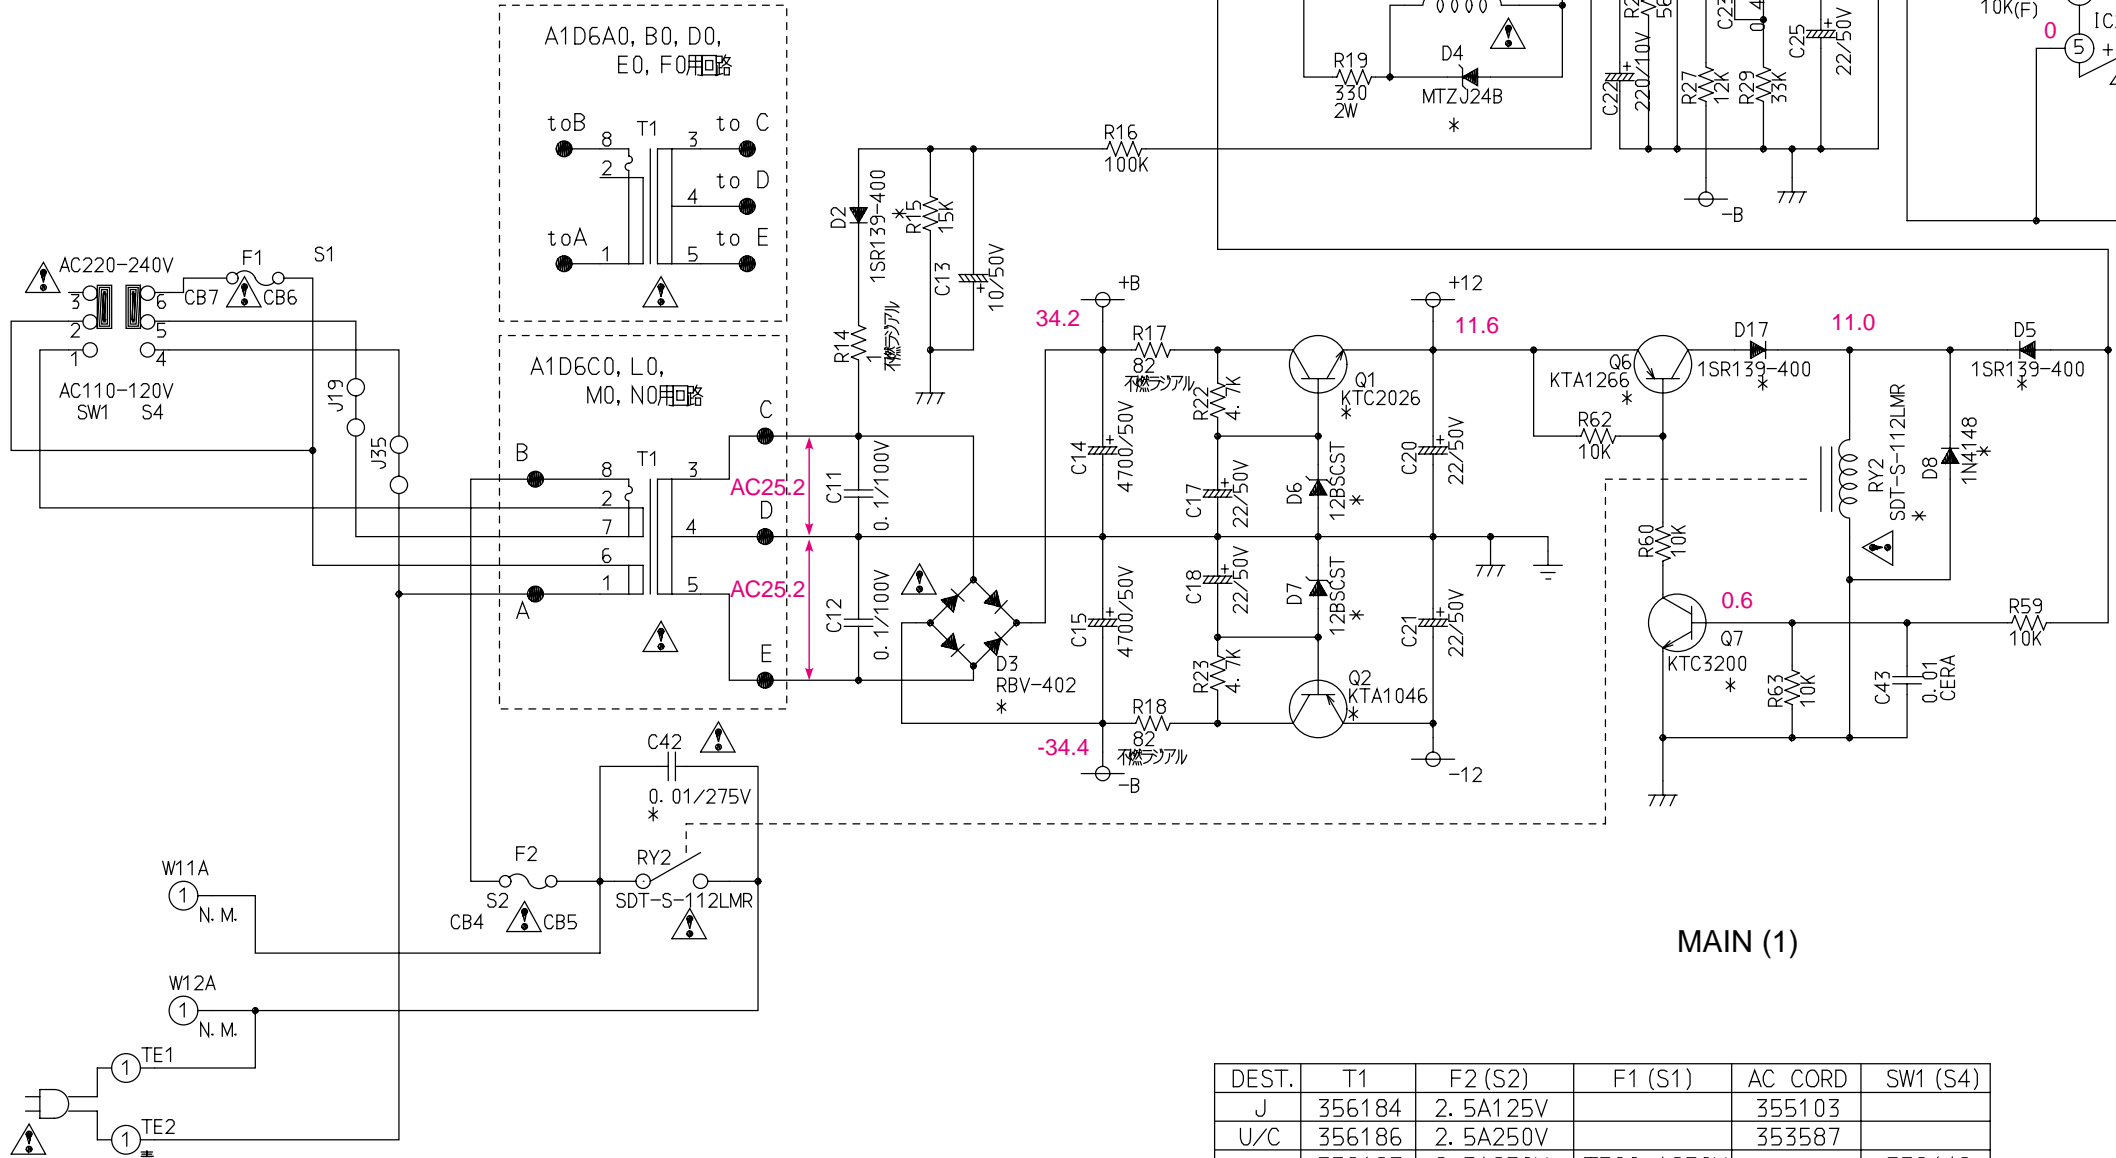 A1D6A0, B0, D0,
E0, F0用回路
toB
8
T1
3
to C
2
to D
4
toA
1
5
to E
A1D6C0, L0,
M0, N0用回路
C
B
8
T1
3
AC25.2
2
D
7
4
6
1
5
AC25.2
A
E
AC220-240V
F1
S1
3
6
CB7
CB6
2
5
1
4
AC110-120V
SW1
S4
J19
J35
D2
1SR139-400
*
R15
15K
C13
+
10/50V
R14
1
不燃ラジアル
R16
100K
R19
330
2W
D4
MTZJ24B
*
C22
+
220/10V
R27
12K
R29
33K
C25
+
22/50V
-B
10K(F)
0
5
+
+B
34.2
R17
82
不燃ラジアル
C11
0.1/100V
C12
0.1/100V
C14
+
4700/50V
C15
+
4700/50V
D3
RBV-402
*
R22
4.7K
C17
+
22/50V
C18
+
22/50V
R23
4.7K
D6
12BSCST
*
D7
12BSCST
*
Q1
KTC2026
*
Q2
KTA1046
*
-34.4
R18
82
不燃ラジアル
-B
+12
11.6
C20
+
22/50V
C21
+
22/50V
-12
Q6
KTA1266
*
D17
1SR139-400
*
11.0
D5
1SR139-400
*
R62
10K
R60
10K
RY2
SDT-S-112LMR
*
D8
1N4148
*
0.6
Q7
KTC3200
*
R59
10K
R63
10K
C43
0.01
CERA
C42
0.01/275V
*
F2
RY2
S2
SDT-S-112LMR
CB4
CB5
W11A
1
N.M.
W12A
1
N.M.
TE1
1
TE2
1
MAIN (1)
DEST. T1 F2(S2) F1(S1) AC CORD SW1(S4)
J 356184 2.5A125V 355103
U/C 356186 2.5A250V 353587